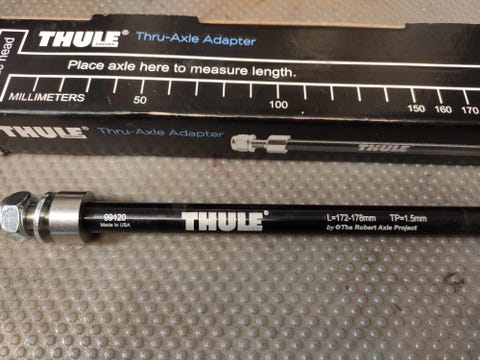 THULE Thru-Axle Adapter
Place axle here to measure length.
MILLIMETERS 50 100 150 160 170
THULE Thru-Axle Adapter
99120
Made In USA
THULE
L=172-178mm TP=1.5mm
by ©The Robert Axle Project
head